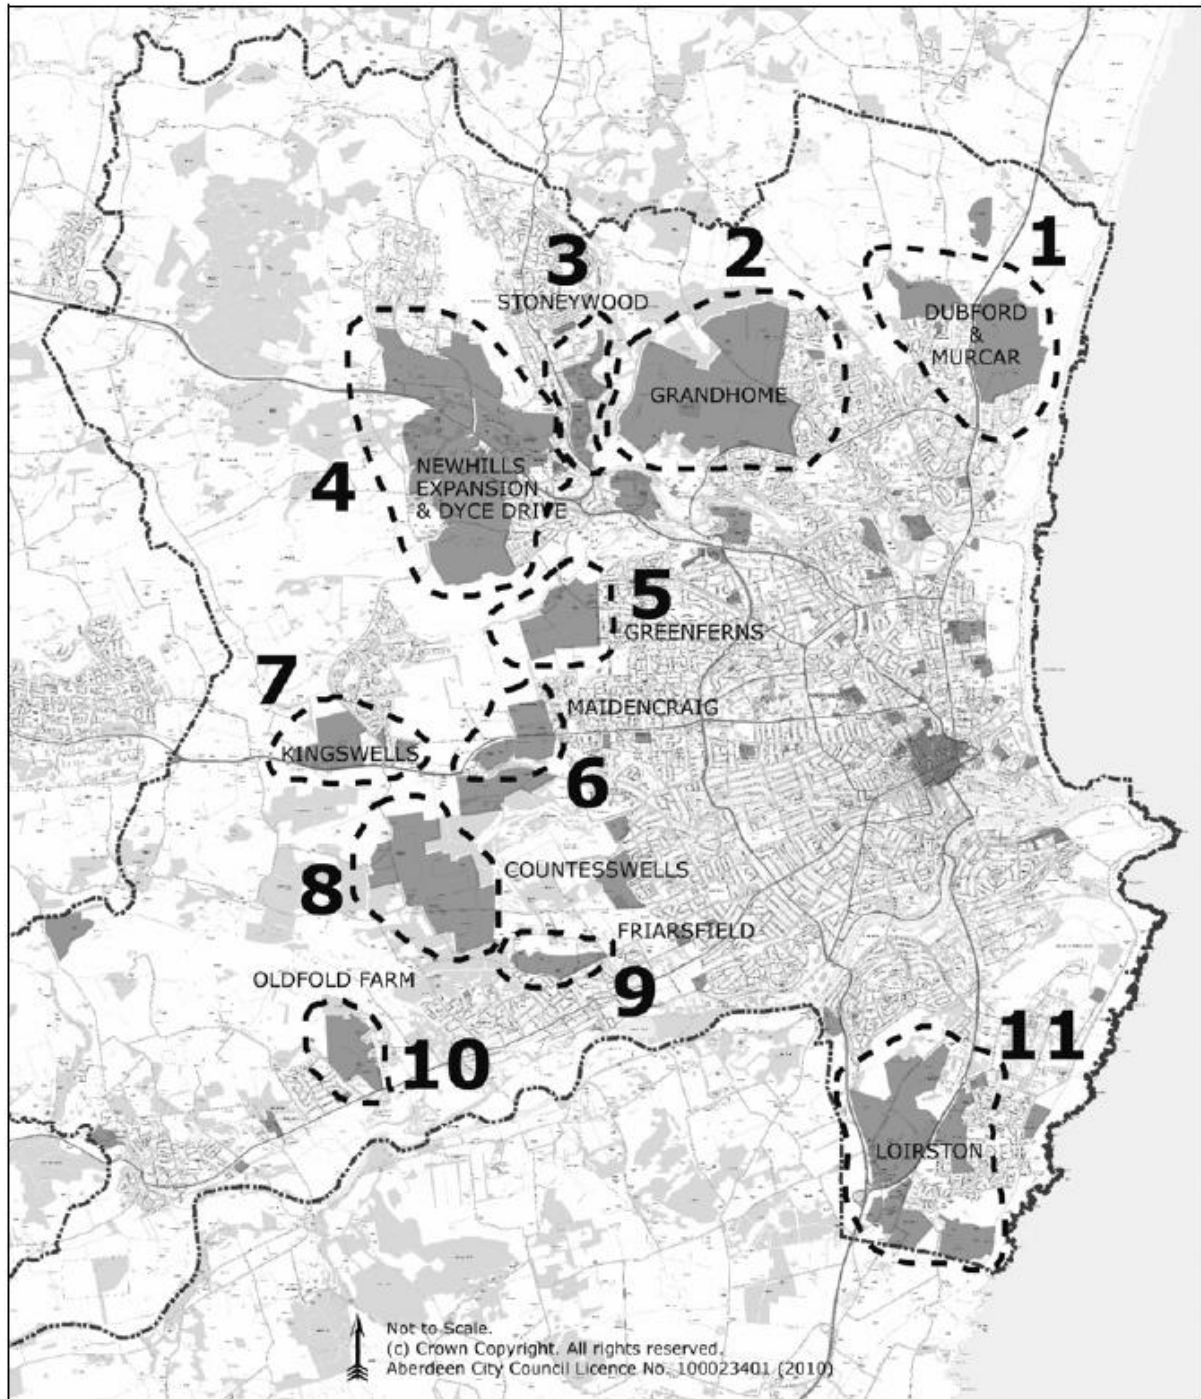 1
2
3
STONEYWOOD
DUBFORD
&
MURCAR
GRANDHOME
4
NEWHILLS
EXPANSION
& DYCE DRIVE
5
GREENFERNS
7
MAIDENCRAIG
KINGSWELLS
6
8
COUNTESSWELLS
FRIARSFIELD
9
OLDFOLD FARM
10
11
LOIRSTON
Not to Scale.
(c) Crown Copyright. All rights reserved.
Aberdeen City Council Licence No. 100023401 (2010)